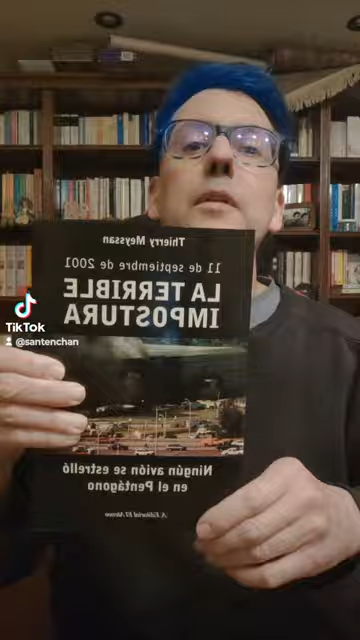 Thierry Meyssan
11 de septiembre de 2001
LA TERRIBLE
IMPOSTURA
TikTok
@santenchan
Ningún avión se estrelló
en el Pentágono